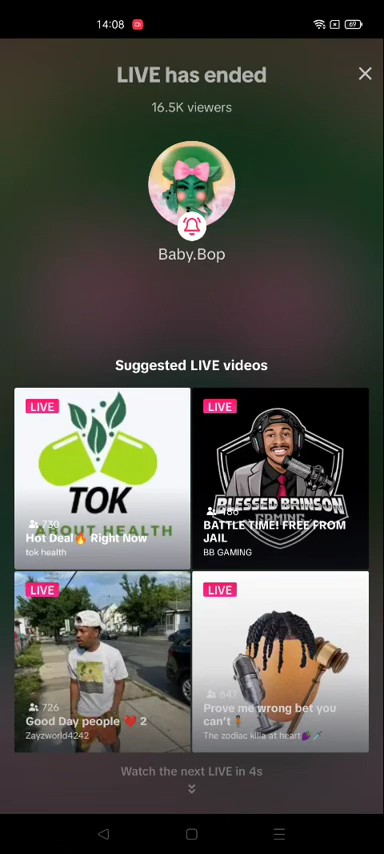 14:08
69
LIVE has ended
16.5K viewers
Baby.Bop
Suggested LIVE videos
LIVE
TOK
ABOUT HEALTH
730
Hot Deal🔥 Right Now
tok health
LIVE
BLESSED BRINSON
GAMING
BATTLE TIME! FREE FROM
JAIL
BB GAMING
LIVE
726
Good Day people ❤️ 2
Zayzworld4242
LIVE
647
Prove me wrong bet you
can't
The zodiac killa at heart
Watch the next LIVE in 4s